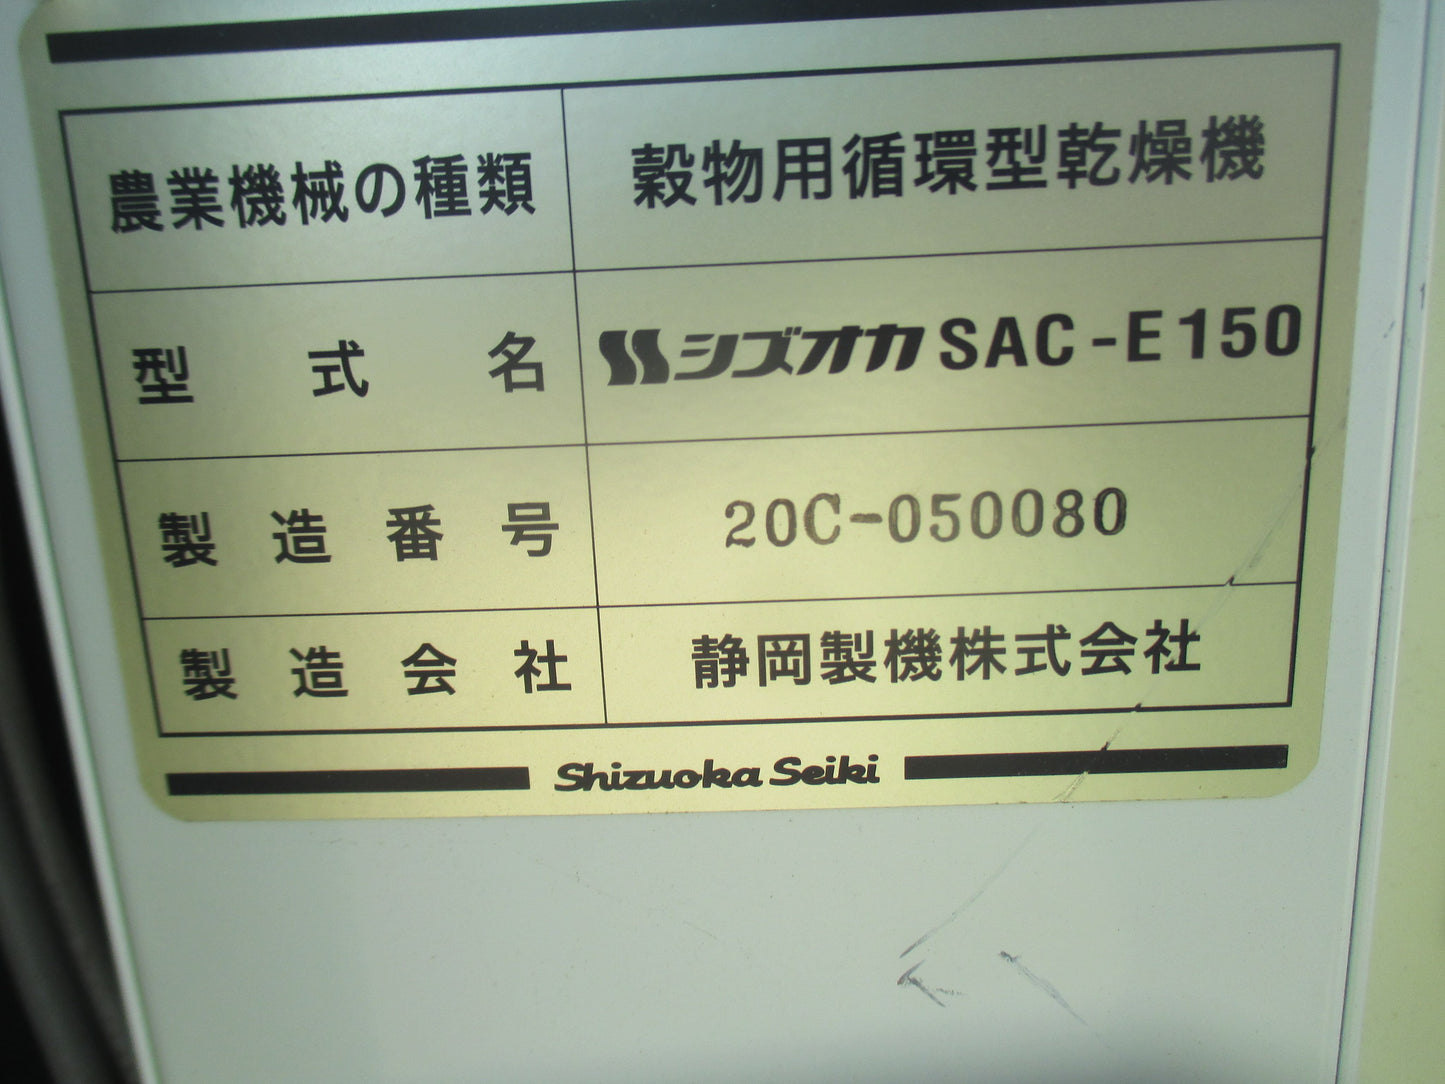 農業機械の種類 穀物用循環型乾燥機
型式名 シズオカ SAC-E150
製造番号 20C-050080
製造会社 静岡製機株式会社
Shizuoka Seiki